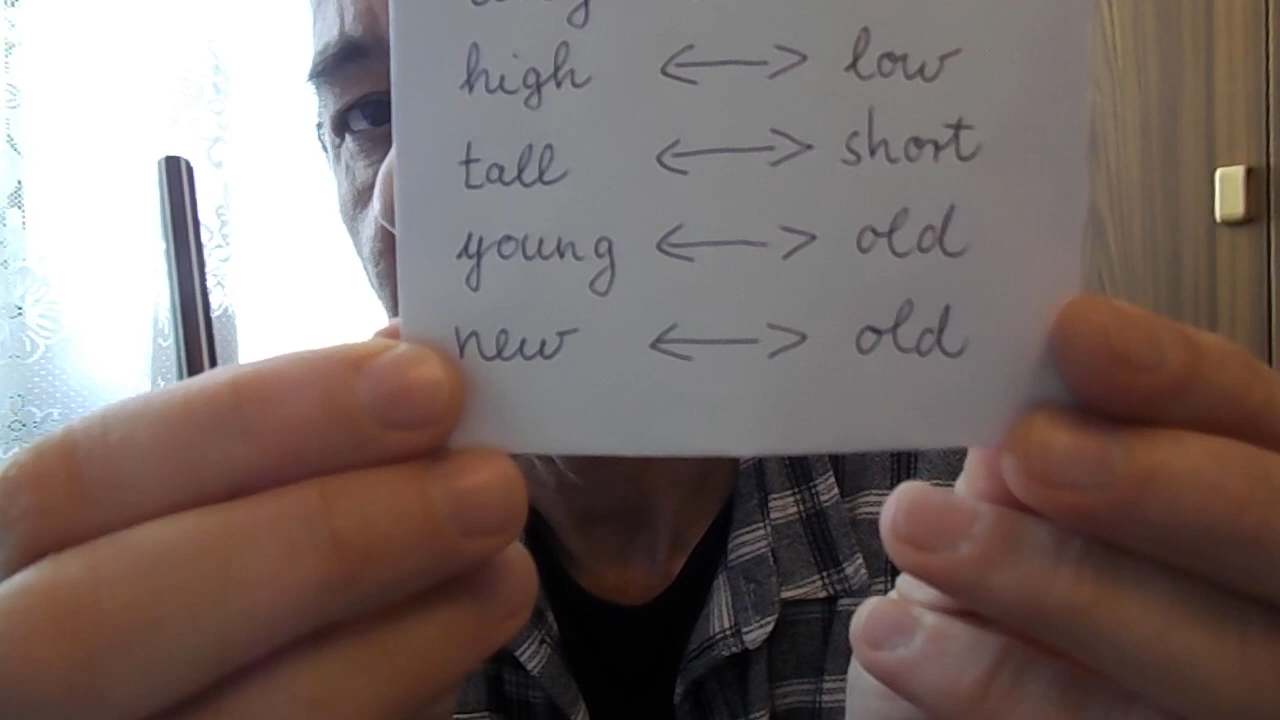 high <--> low
tall <--> short
young <--> old
new <--> old